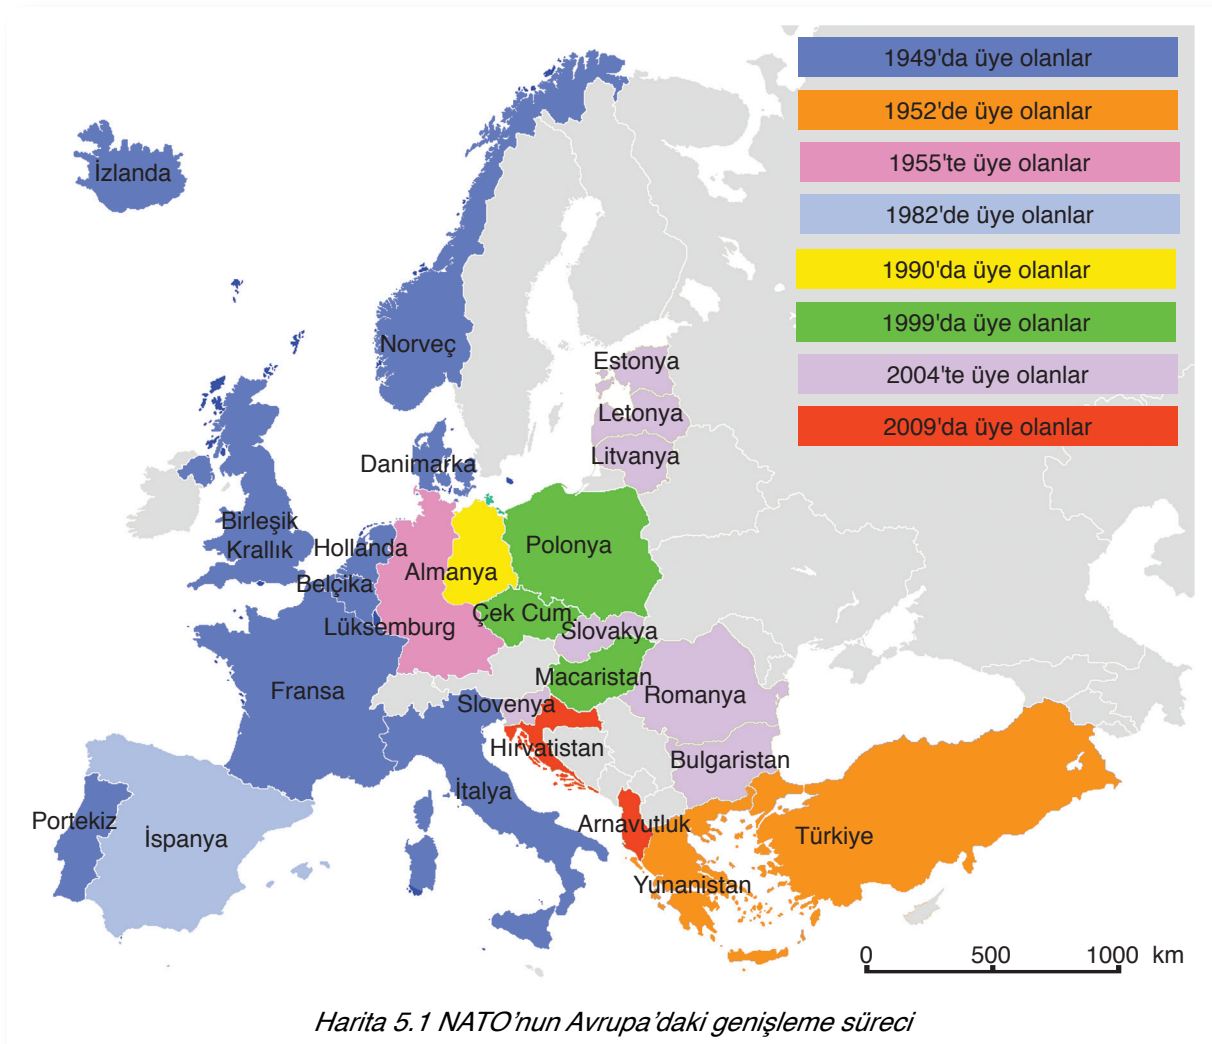 1949'da üye olanlar
1952'de üye olanlar
1955'te üye olanlar
1982'de üye olanlar
1990'da üye olanlar
1999'da üye olanlar
2004'te üye olanlar
2009'da üye olanlar
İzlanda
Norveç
Estonya
Letonya
Litvanya
Danimarka
Birleşik
Krallık
Hollanda
Polonya
Almanya
Belçika
Çek Cum.
Lüksemburg
Slovakya
Macaristan
Fransa
Romanya
Slovenya
Hırvatistan
Bulgaristan
İtalya
Portekiz
İspanya
Arnavutluk
Türkiye
Yunanistan
0 500 1000 km
Harita 5.1 NATO’nun Avrupa’daki genişleme süreci